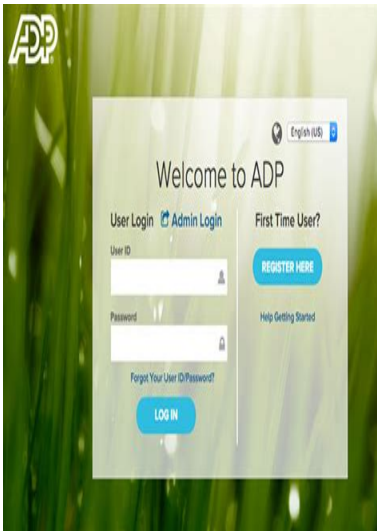 ADP
English (US)
Welcome to ADP
User Login Admin Login
User ID
Password
Forgot Your User ID/Password?
LOG IN
First Time User?
REGISTER HERE
Help Getting Started